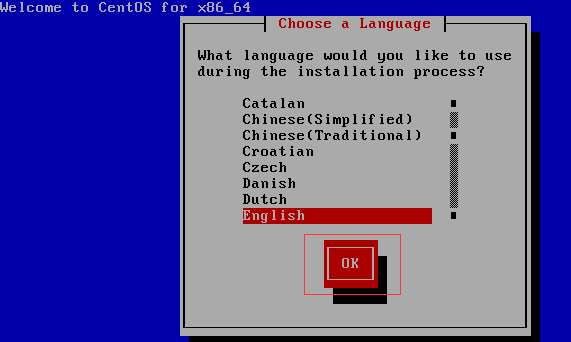 Welcome to CentOS for x86_64
Choose a Language
What language would you like to use
during the installation process?
Catalan
Chinese(Simplified)
Chinese(Traditional)
Croatian
Czech
Danish
Dutch
English
OK